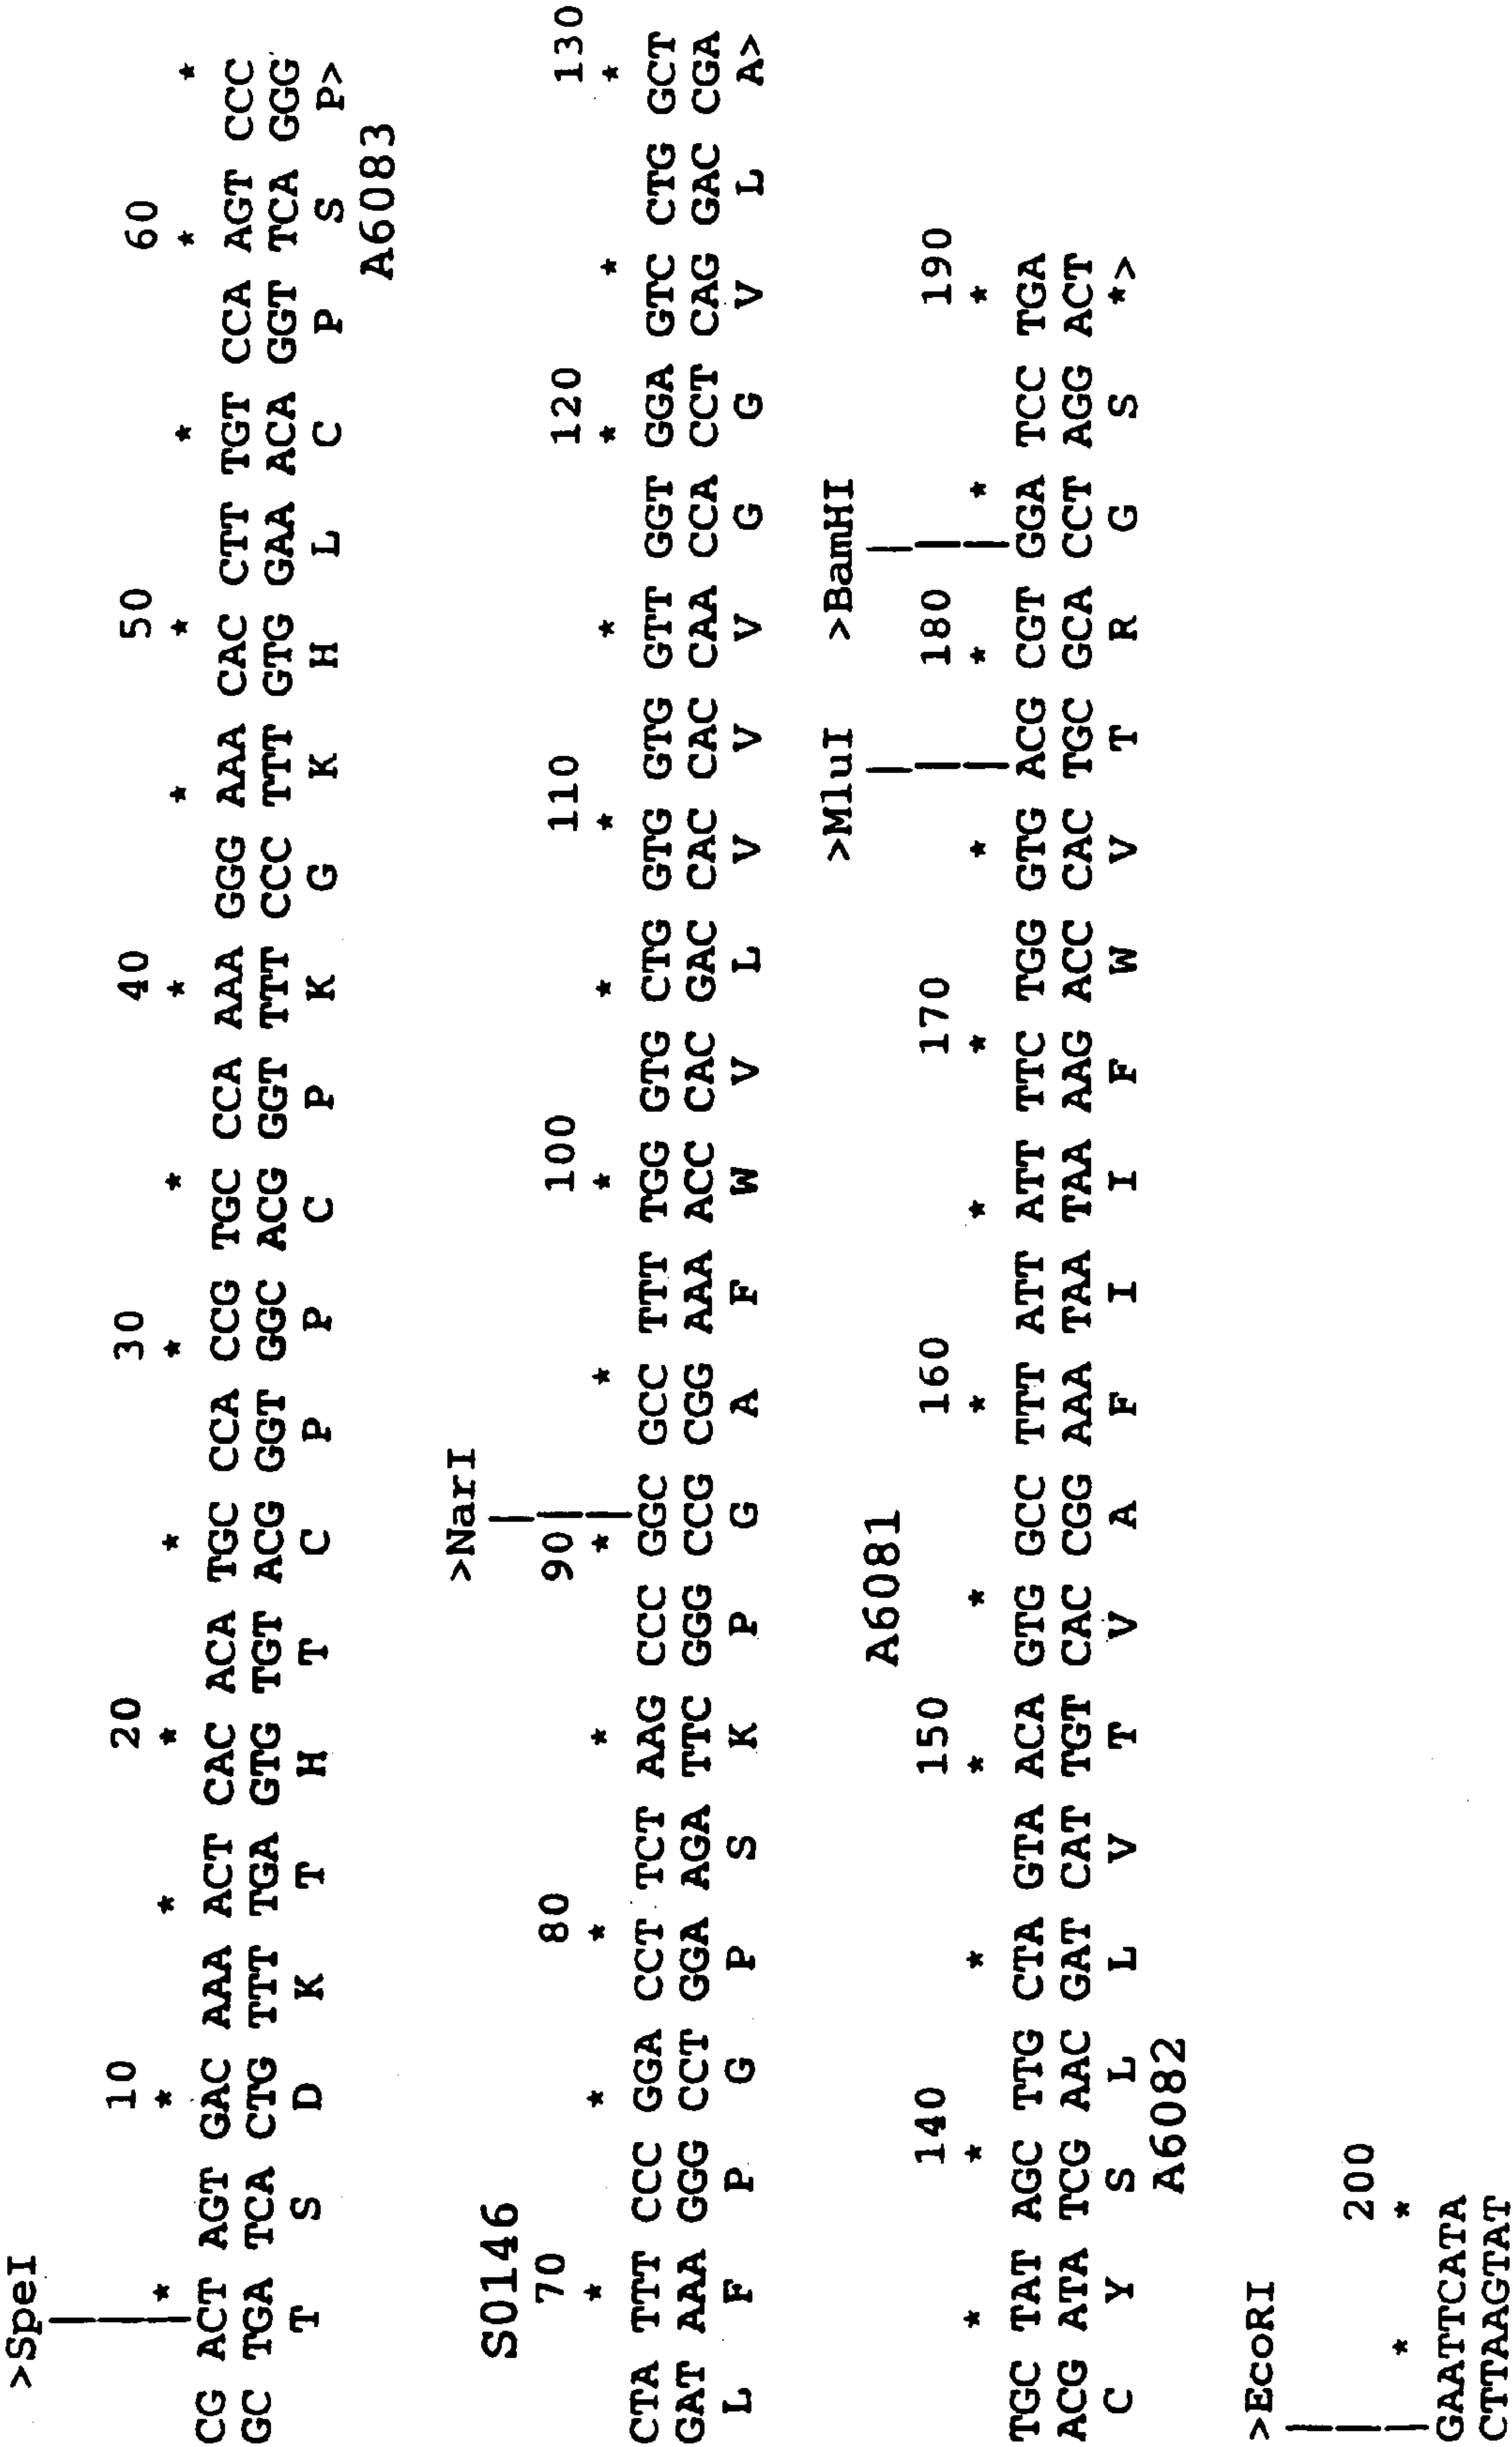 >SpeI
10 20 30 40 50 60
* * * * * * * * * * * * *
CG ACT AGT GAC AAA ACT CAC ACA TGC CCA CCG TGC CCA AAA GGG AAA CAC CTT TGT CCA AGT CCC
GC TGA TCA CTG TTT TGA GTG TGT ACG GGT GGC ACG GGT TTT CCC TTT GTG GAA ACA GGT TCA GGG
T S D K T H T C P P C P K G K H L C P S P>
A6083
>NarI
S0146
70 80 90 100 110 120 130
* * * * * * * * * * * * *
CTA TTT CCC GGA CCT TCT AAG CCC GGC GCC TTT TGG GTG CTG GTG GTG GTT GGT GGA GTC CTG GCT
GAT AAA GGG CCT GGA AGA TTC GGG CCG CGG AAA ACC CAC GAC CAC CAC CAA CCA CCT CAG GAC CGA
L F P G P S K P G A F W V L V V V G G V L A>
>MluI >BamHI
A6081
140 150 160 170 180 190
* * * * * * * * * * * *
TGC TAT AGC TTG CTA GTA ACA GTG GCC TTT ATT ATT TTC TGG GTG ACG CGT GGA TCC TGA
ACG ATA TCG AAC GAT CAT TGT CAC CGG AAA TAA TAA AAG ACC CAC TGC GCA CCT AGG ACT
C Y S L L V T V A F I I F W V T R G S *>
A6082
>EcoRI
200
* *
GAATTCATA
CTTAAGTAT